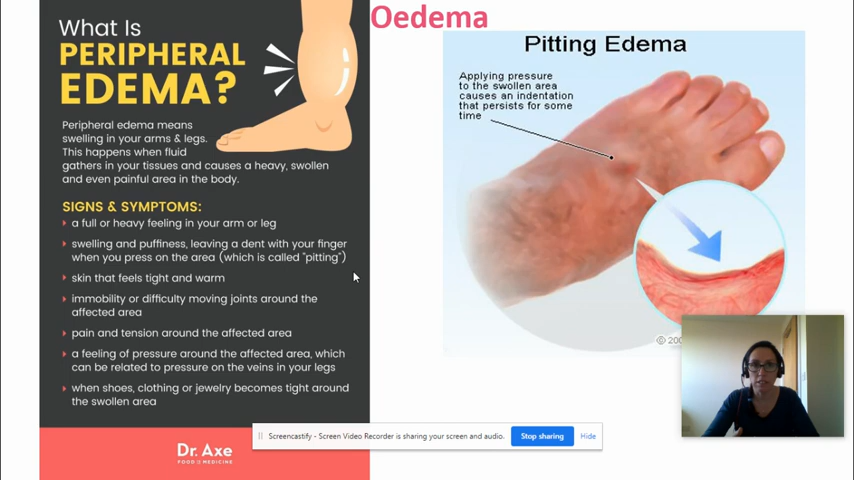 Oedema
What Is
PERIPHERAL
EDEMA?
Peripheral edema means
swelling in your arms & legs.
This happens when fluid
gathers in your tissues and causes a heavy, swollen
and even painful area in the body.
SIGNS & SYMPTOMS:
a full or heavy feeling in your arm or leg
swelling and puffiness, leaving a dent with your finger
when you press on the area (which is called "pitting")
skin that feels tight and warm
immobility or difficulty moving joints around the
affected area
pain and tension around the affected area
a feeling of pressure around the affected area, which
can be related to pressure on the veins in your legs
when shoes, clothing or jewelry becomes tight around
the swollen area
Dr. Axe
FOOD IS MEDICINE
Pitting Edema
Applying pressure
to the swollen area
causes an indentation
that persists for some
time
©
Screencastify - Screen Video Recorder is sharing your screen and audio.
Stop sharing
Hide